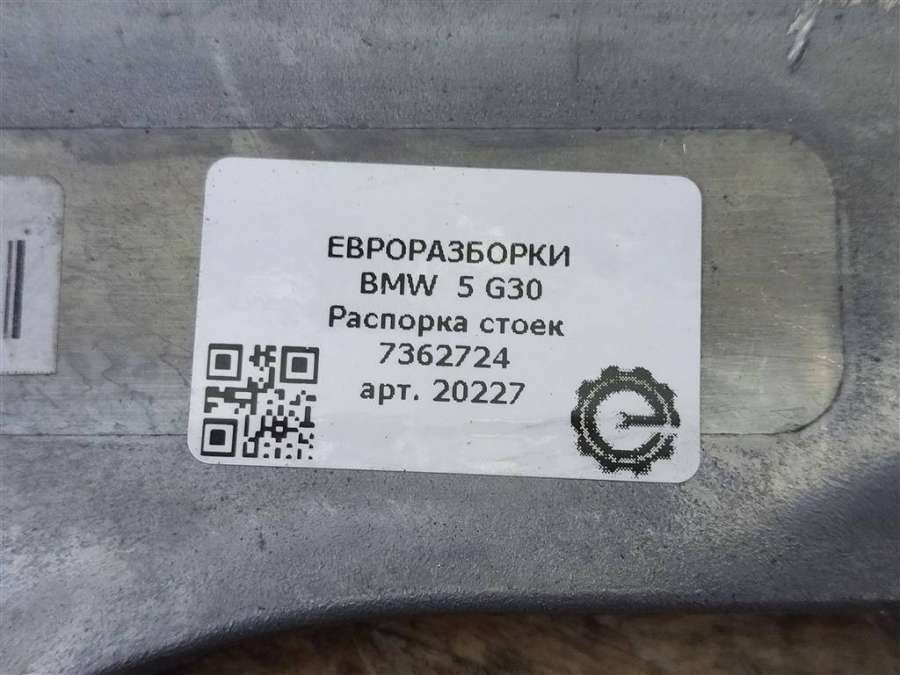 ЕВРОРАЗБОРКИ
BMW 5 G30
Распорка стоек
7362724
арт. 20227